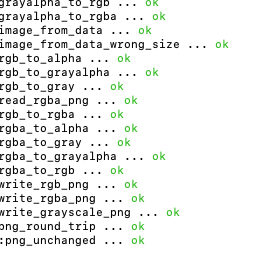 grayalpha_to_rgb ... ok
grayalpha_to_rgba ... ok
image_from_data ... ok
image_from_data_wrong_size ... ok
rgb_to_alpha ... ok
rgb_to_grayalpha ... ok
rgb_to_gray ... ok
read_rgba_png ... ok
rgb_to_rgba ... ok
rgba_to_alpha ... ok
rgba_to_gray ... ok
rgba_to_grayalpha ... ok
rgba_to_rgb ... ok
write_rgb_png ... ok
write_rgba_png ... ok
write_grayscale_png ... ok
png_round_trip ... ok
:png_unchanged ... ok